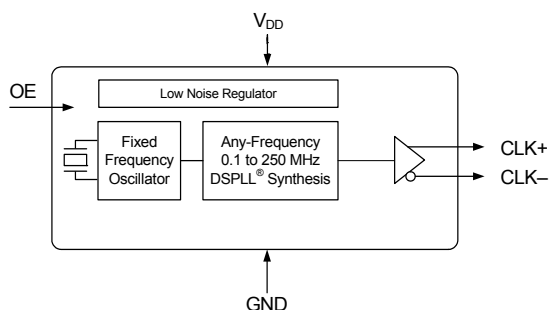 VDD
OE
Low Noise Regulator
Fixed
Frequency
Oscillator
Any-Frequency
0.1 to 250 MHz
DSPLL® Synthesis
CLK+
CLK–
GND